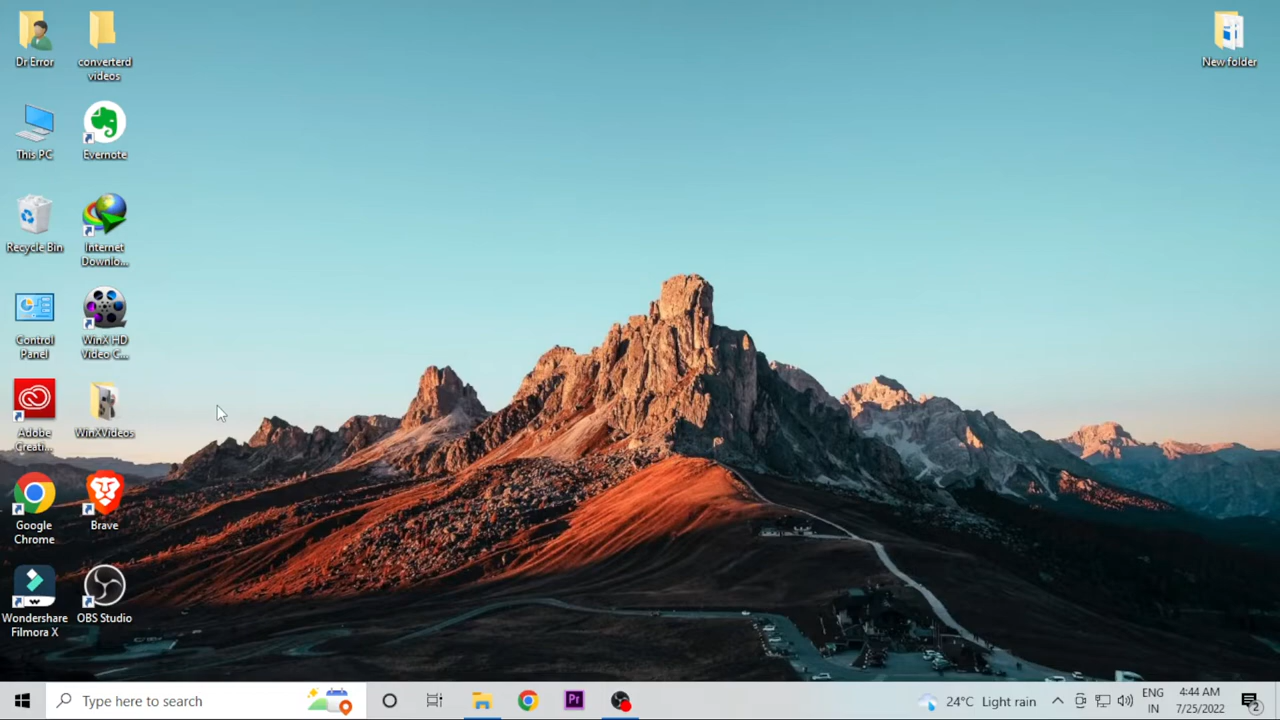 Dr Error
converterd
videos
New folder
This PC
Evernote
Recycle Bin
Internet
Downlo...
Control
Panel
WinX HD
Video C...
Adobe
Creati...
WinXVideos
Google
Chrome
Brave
Wondershare
Filmora X
OBS Studio
Type here to search
Pr
24°C Light rain
ENG
IN
4:44 AM
7/25/2022
2